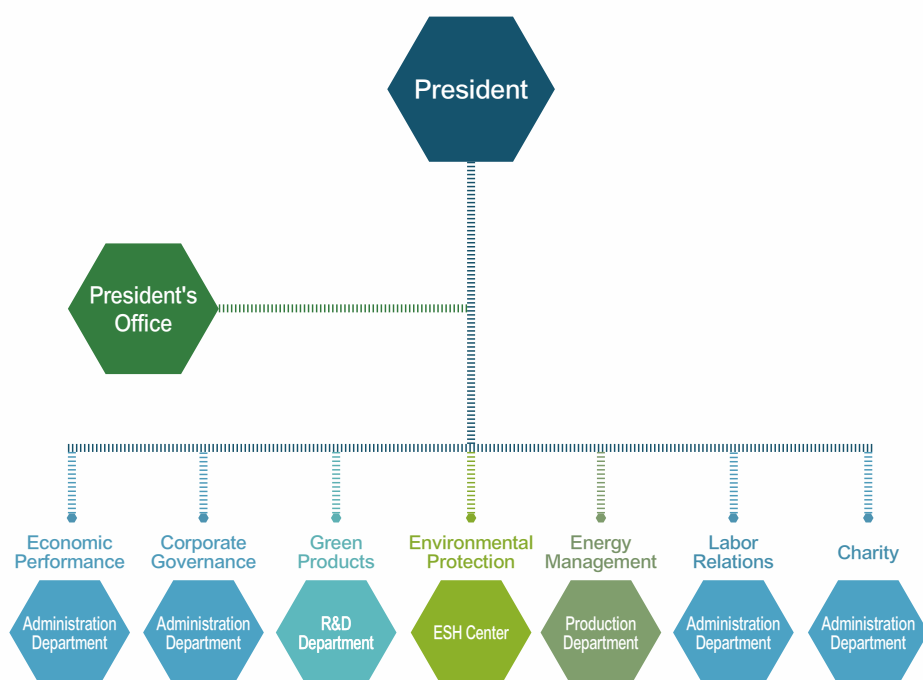 President
President's
Office
Economic
Performance
Corporate
Governance
Green
Products
Environmental
Protection
Energy
Management
Labor
Relations
Charity
Administration
Department
Administration
Department
R&D
Department
ESH Center
Production
Department
Administration
Department
Administration
Department